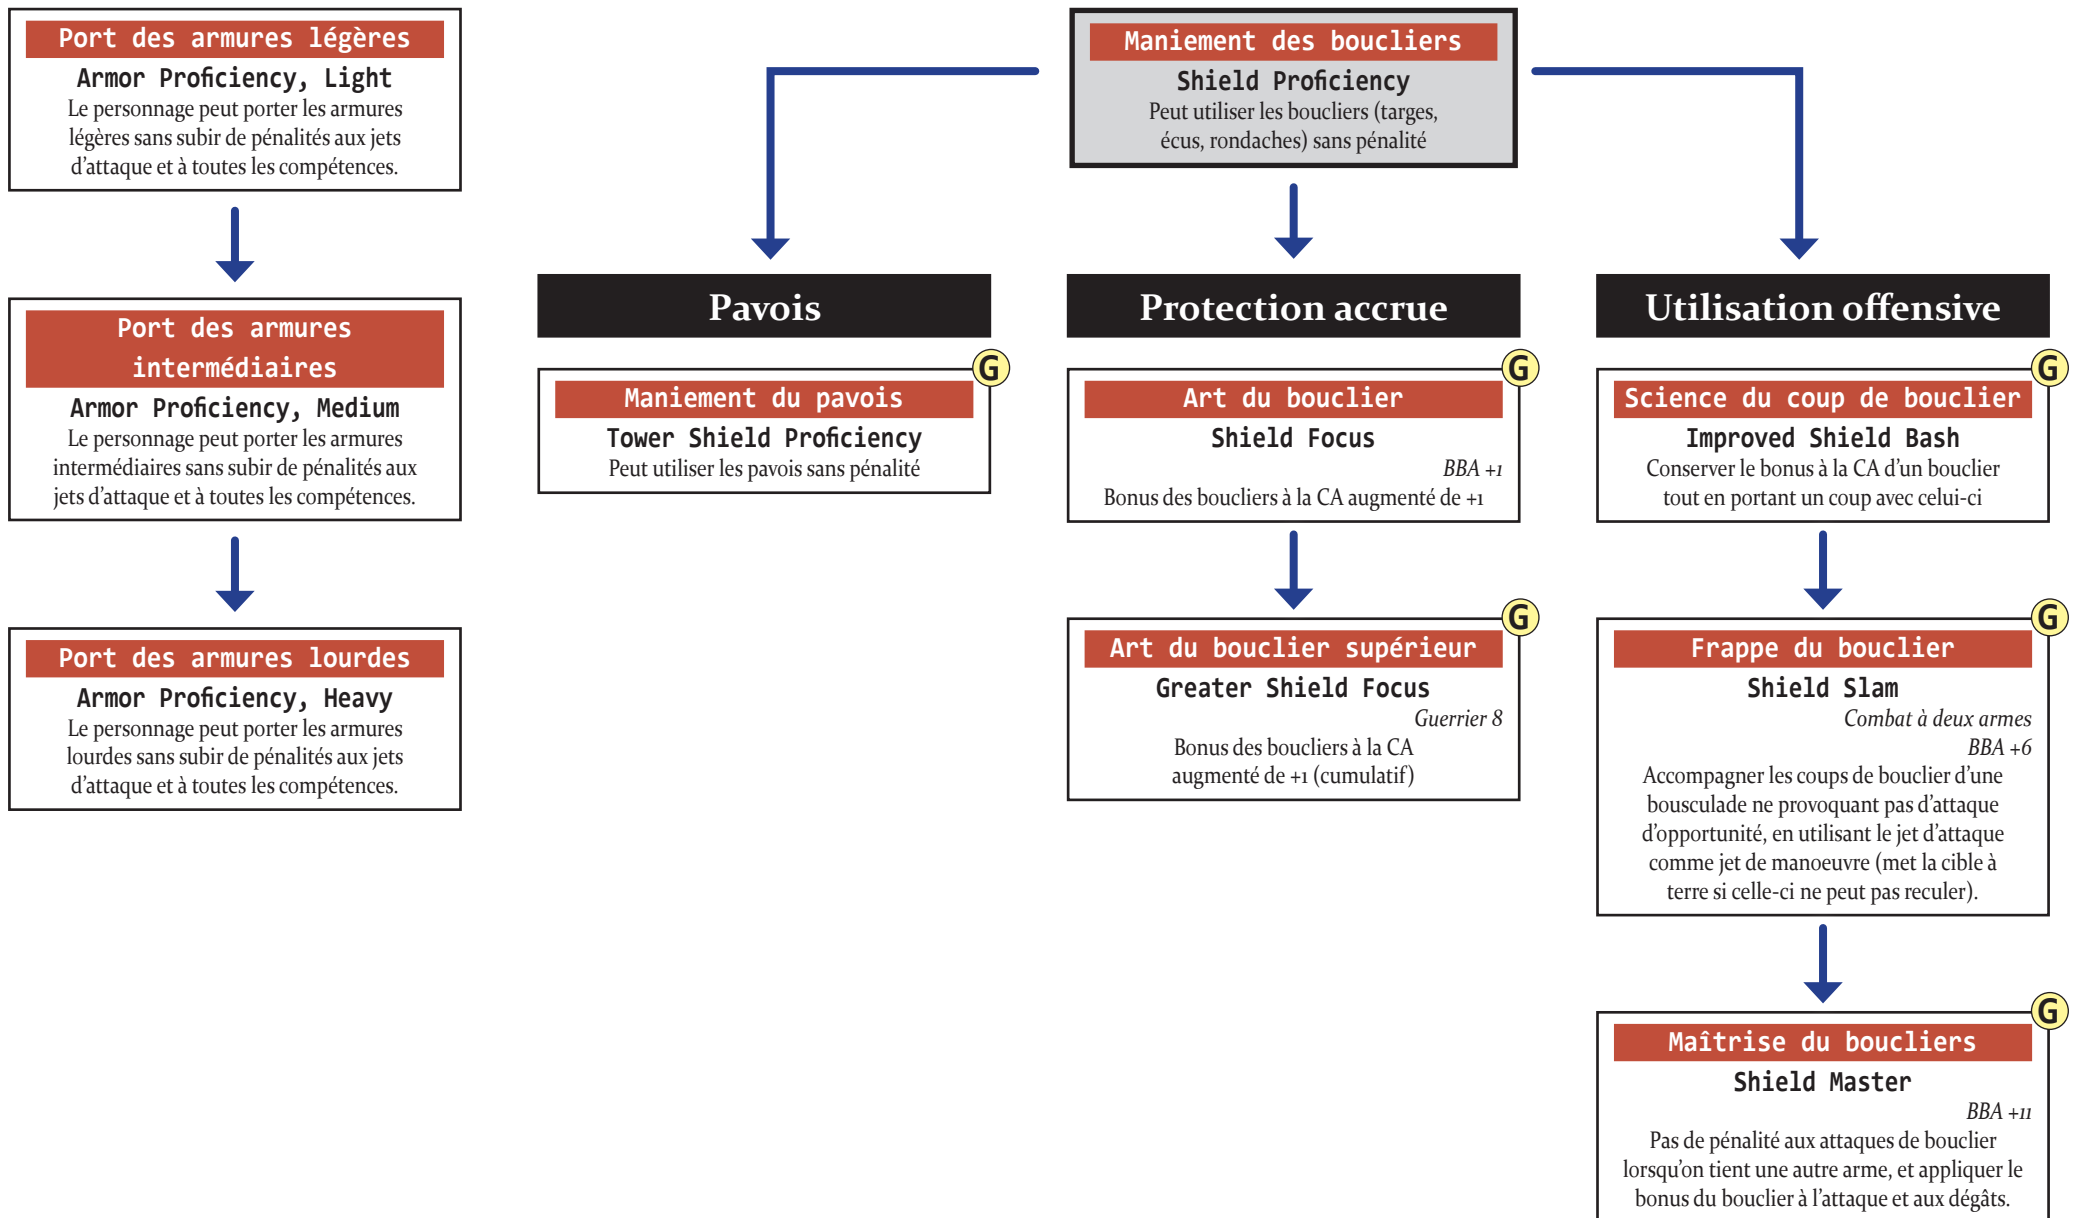 Port des armures légères
Armor Proficiency, Light
Le personnage peut porter les armures
légères sans subir de pénalités aux jets
d'attaque et à toutes les compétences.
Port des armures
intermédiaires
Armor Proficiency, Medium
Le personnage peut porter les armures
intermédiaires sans subir de pénalités aux
jets d'attaque et à toutes les compétences.
Port des armures lourdes
Armor Proficiency, Heavy
Le personnage peut porter les armures
lourdes sans subir de pénalités aux jets
d'attaque et à toutes les compétences.
Maniement des boucliers
Shield Proficiency
Peut utiliser les boucliers (targes,
écus, rondaches) sans pénalité
Pavois
G
Maniement du pavois
Tower Shield Proficiency
Peut utiliser les pavois sans pénalité
Protection accrue
G
Art du bouclier
Shield Focus
BBA +1
Bonus des boucliers à la CA augmenté de +1
G
Art du bouclier supérieur
Greater Shield Focus
Guerrier 8
Bonus des boucliers à la CA
augmenté de +1 (cumulatif)
Utilisation offensive
G
Science du coup de bouclier
Improved Shield Bash
Conserver le bonus à la CA d'un bouclier
tout en portant un coup avec celui-ci
G
Frappe du bouclier
Shield Slam
Combat à deux armes
BBA +6
Accompagner les coups de bouclier d'une
bousculade ne provoquant pas d'attaque
d'opportunité, en utilisant le jet d'attaque
comme jet de manoeuvre (met la cible à
terre si celle-ci ne peut pas reculer).
G
Maîtrise du boucliers
Shield Master
BBA +11
Pas de pénalité aux attaques de bouclier
lorsqu'on tient une autre arme, et appliquer le
bonus du bouclier à l'attaque et aux dégâts.